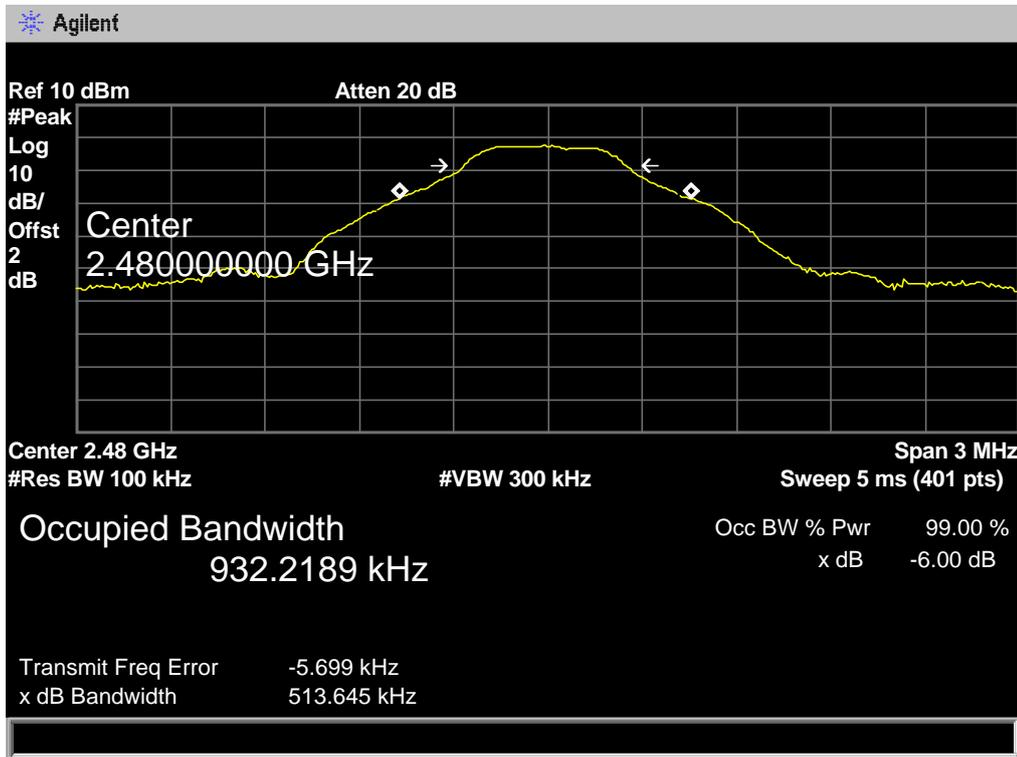 Agilent
Ref 10 dBm Atten 20 dB
#Peak
Log
10
dB/
Offst
2
dB
Center
2.480000000 GHz
Center 2.48 GHz Span 3 MHz
#Res BW 100 kHz #VBW 300 kHz Sweep 5 ms (401 pts)
Occupied Bandwidth
932.2189 kHz
Occ BW % Pwr 99.00 %
x dB -6.00 dB
Transmit Freq Error -5.699 kHz
x dB Bandwidth 513.645 kHz